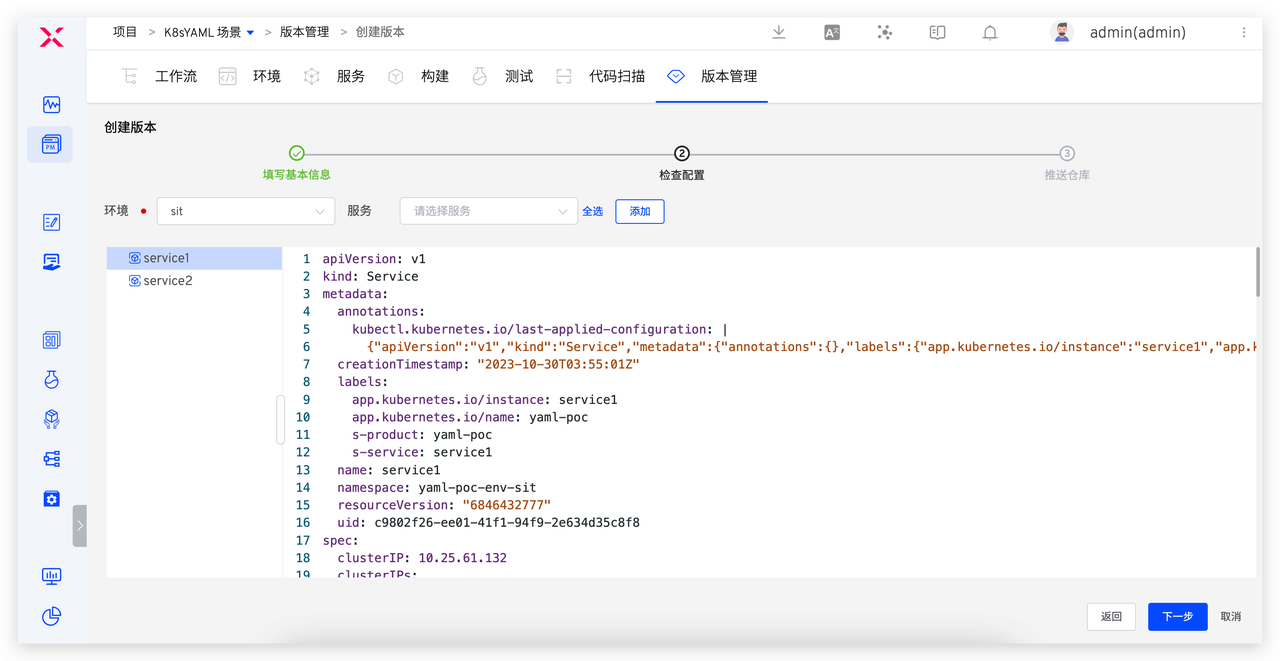 项目 > K8sYAML 场景 > 版本管理 > 创建版本
admin(admin)
工作流 环境 服务 构建 测试 代码扫描 版本管理
创建版本
2 3
填写基本信息 检查配置 推送仓库
环境 sit 服务 请选择服务 全选 添加
service1
service2
1 apiVersion: v1
2 kind: Service
3 metadata:
4 annotations:
5 kubectl.kubernetes.io/last-applied-configuration: |
6 {"apiVersion":"v1","kind":"Service","metadata":{"annotations":{},"labels":{"app.kubernetes.io/instance":"service1","app.k
7 creationTimestamp: "2023-10-30T03:55:01Z"
8 labels:
9 app.kubernetes.io/instance: service1
10 app.kubernetes.io/name: yaml-poc
11 s-product: yaml-poc
12 s-service: service1
13 name: service1
14 namespace: yaml-poc-env-sit
15 resourceVersion: "6846432777"
16 uid: c9802f26-ee01-41f1-94f9-2e634d35c8f8
17 spec:
18 clusterIP: 10.25.61.132
19 clusterIPs:
返回 下一步 取消